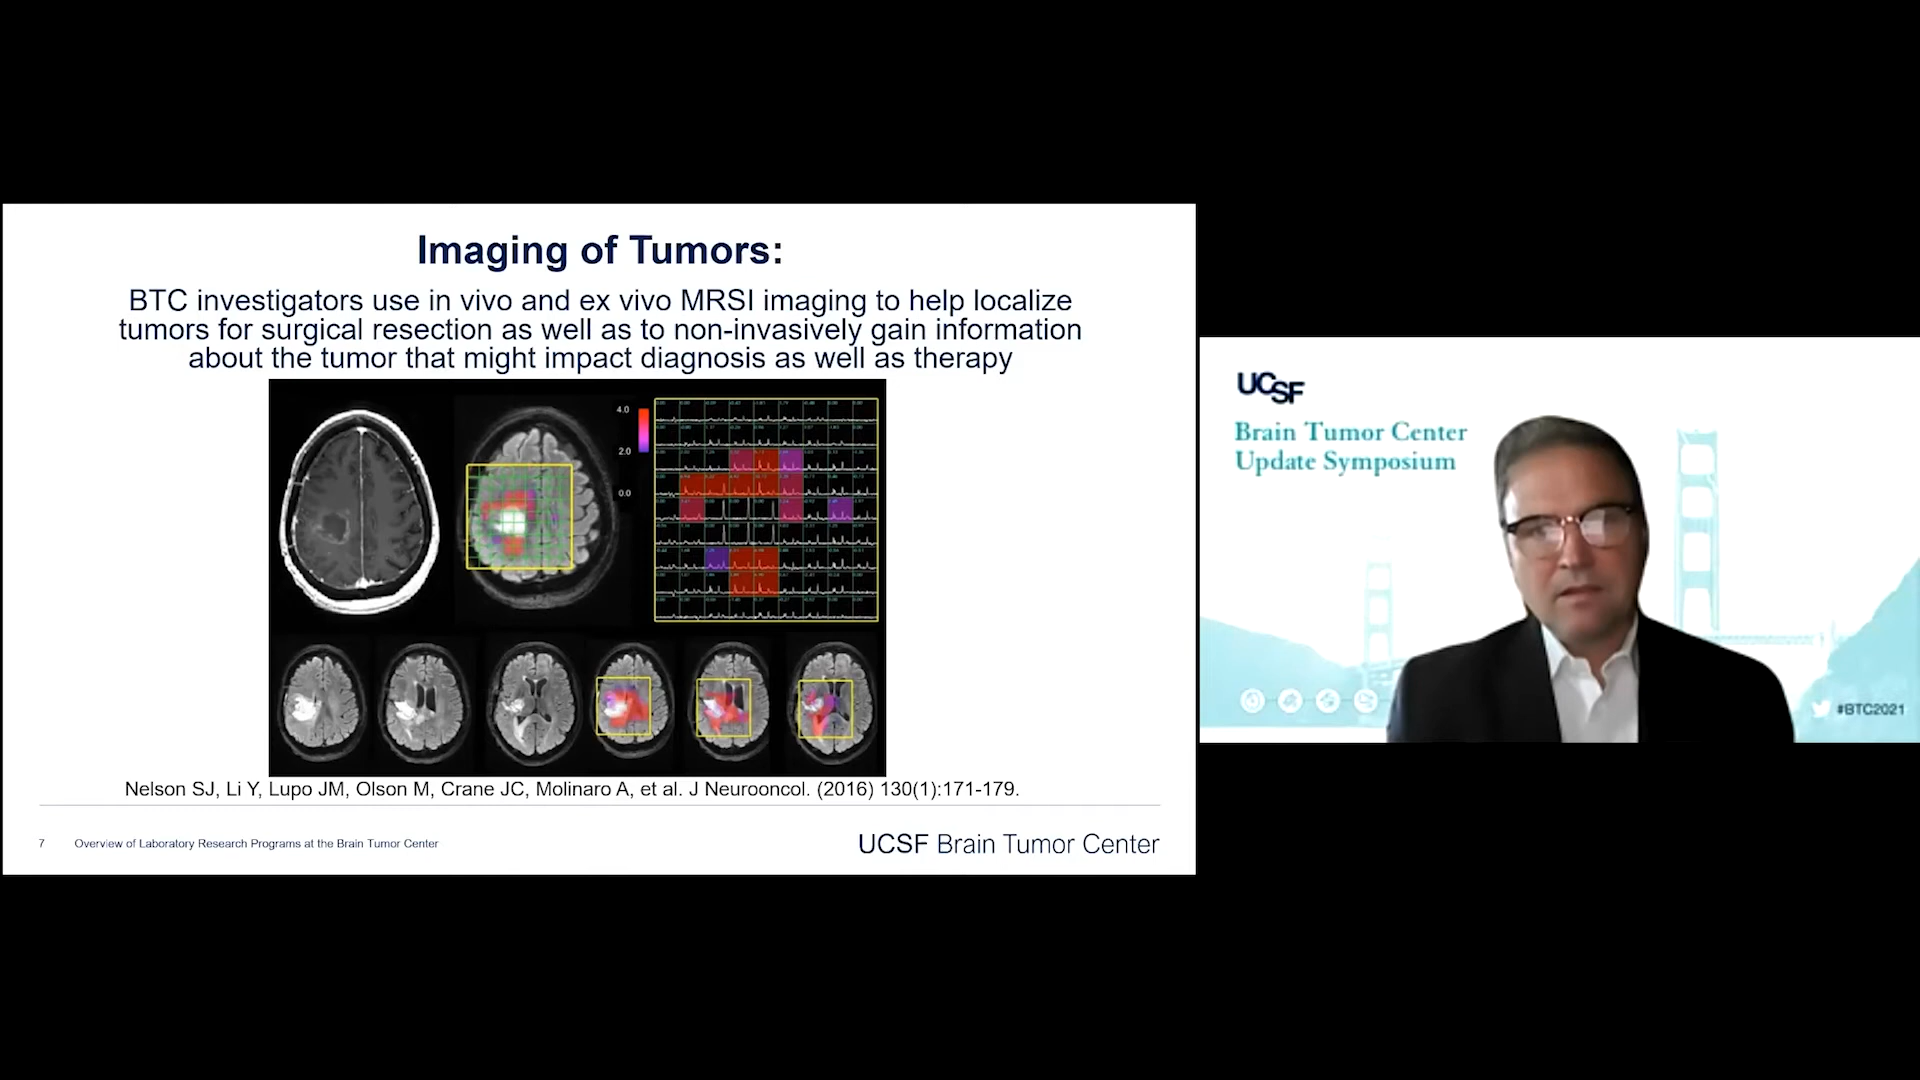 Imaging of Tumors:
BTC investigators use in vivo and ex vivo MRSI imaging to help localize
tumors for surgical resection as well as to non-invasively gain information
about the tumor that might impact diagnosis as well as therapy
4.0
2.0
0.0
Nelson SJ, Li Y, Lupo JM, Olson M, Crane JC, Molinaro A, et al. J Neurooncol. (2016) 130(1):171-179.
7 Overview of Laboratory Research Programs at the Brain Tumor Center
UCSF Brain Tumor Center
UCSF
Brain Tumor Center
Update Symposium
#BTC2021